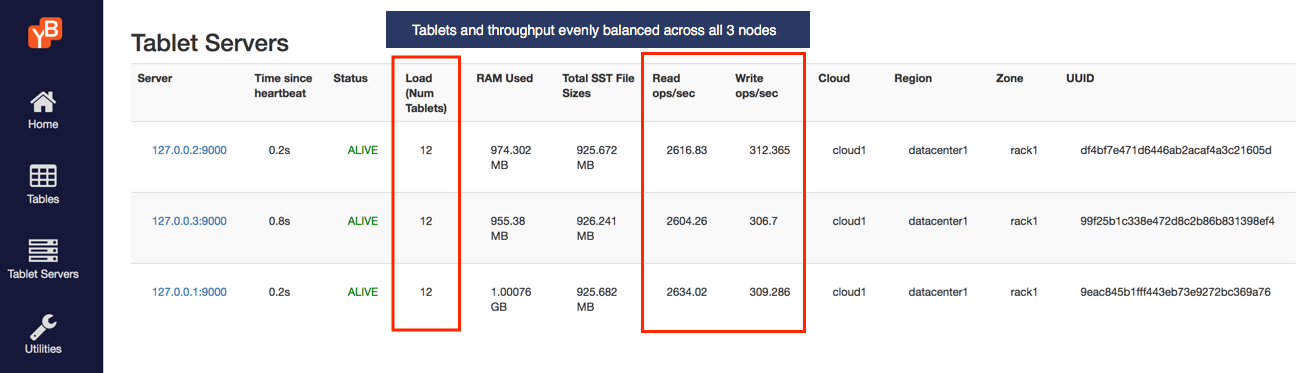 YB
Tablets and throughput evenly balanced across all 3 nodes
Tablet Servers
Server Time since heartbeat Status Load (Num Tablets) RAM Used Total SST File Sizes Read ops/sec Write ops/sec Cloud Region Zone UUID
127.0.0.2:9000 0.2s ALIVE 12 974.302 MB 925.672 MB 2616.83 312.365 cloud1 datacenter1 rack1 df4bf7e471d6446ab2acaf4a3c21605d
127.0.0.3:9000 0.8s ALIVE 12 955.38 MB 926.241 MB 2604.26 306.7 cloud1 datacenter1 rack1 99f25b1c338e472d8c2b86b831398ef4
127.0.0.1:9000 0.2s ALIVE 12 1.00076 GB 925.682 MB 2634.02 309.286 cloud1 datacenter1 rack1 9eac845b1fff443eb73e9272bc369a76
Home
Tables
Tablet Servers
Utilities